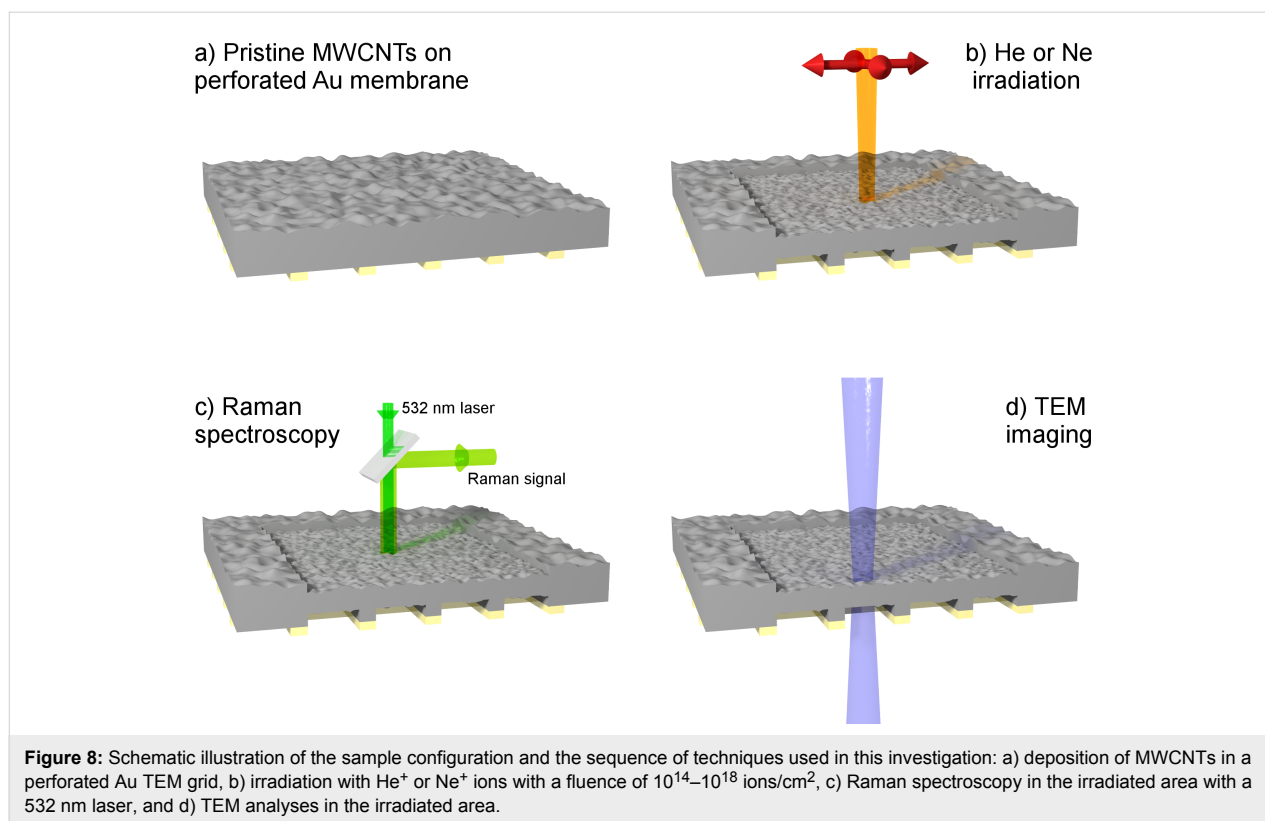 a) Pristine MWCNTs on
perforated Au membrane
b) He or Ne
irradiation
c) Raman
spectroscopy
532 nm laser
Raman signal
d) TEM
imaging
Figure 8: Schematic illustration of the sample configuration and the sequence of techniques used in this investigation: a) deposition of MWCNTs in a
perforated Au TEM grid, b) irradiation with He⁺ or Ne⁺ ions with a fluence of 10¹⁴–10¹⁸ ions/cm², c) Raman spectroscopy in the irradiated area with a
532 nm laser, and d) TEM analyses in the irradiated area.